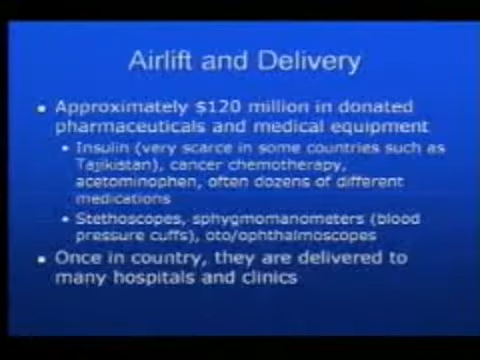 Airlift and Delivery
▪ Approximately $120 million in donated
pharmaceuticals and medical equipment
• Insulin (very scarce in some countries such as
Tajikistan), cancer chemotherapy,
acetominophen, often dozens of different
medications
• Stethoscopes, sphygmomanometers (blood
pressure cuffs), oto/ophthalmoscopes
▪ Once in country, they are delivered to
many hospitals and clinics